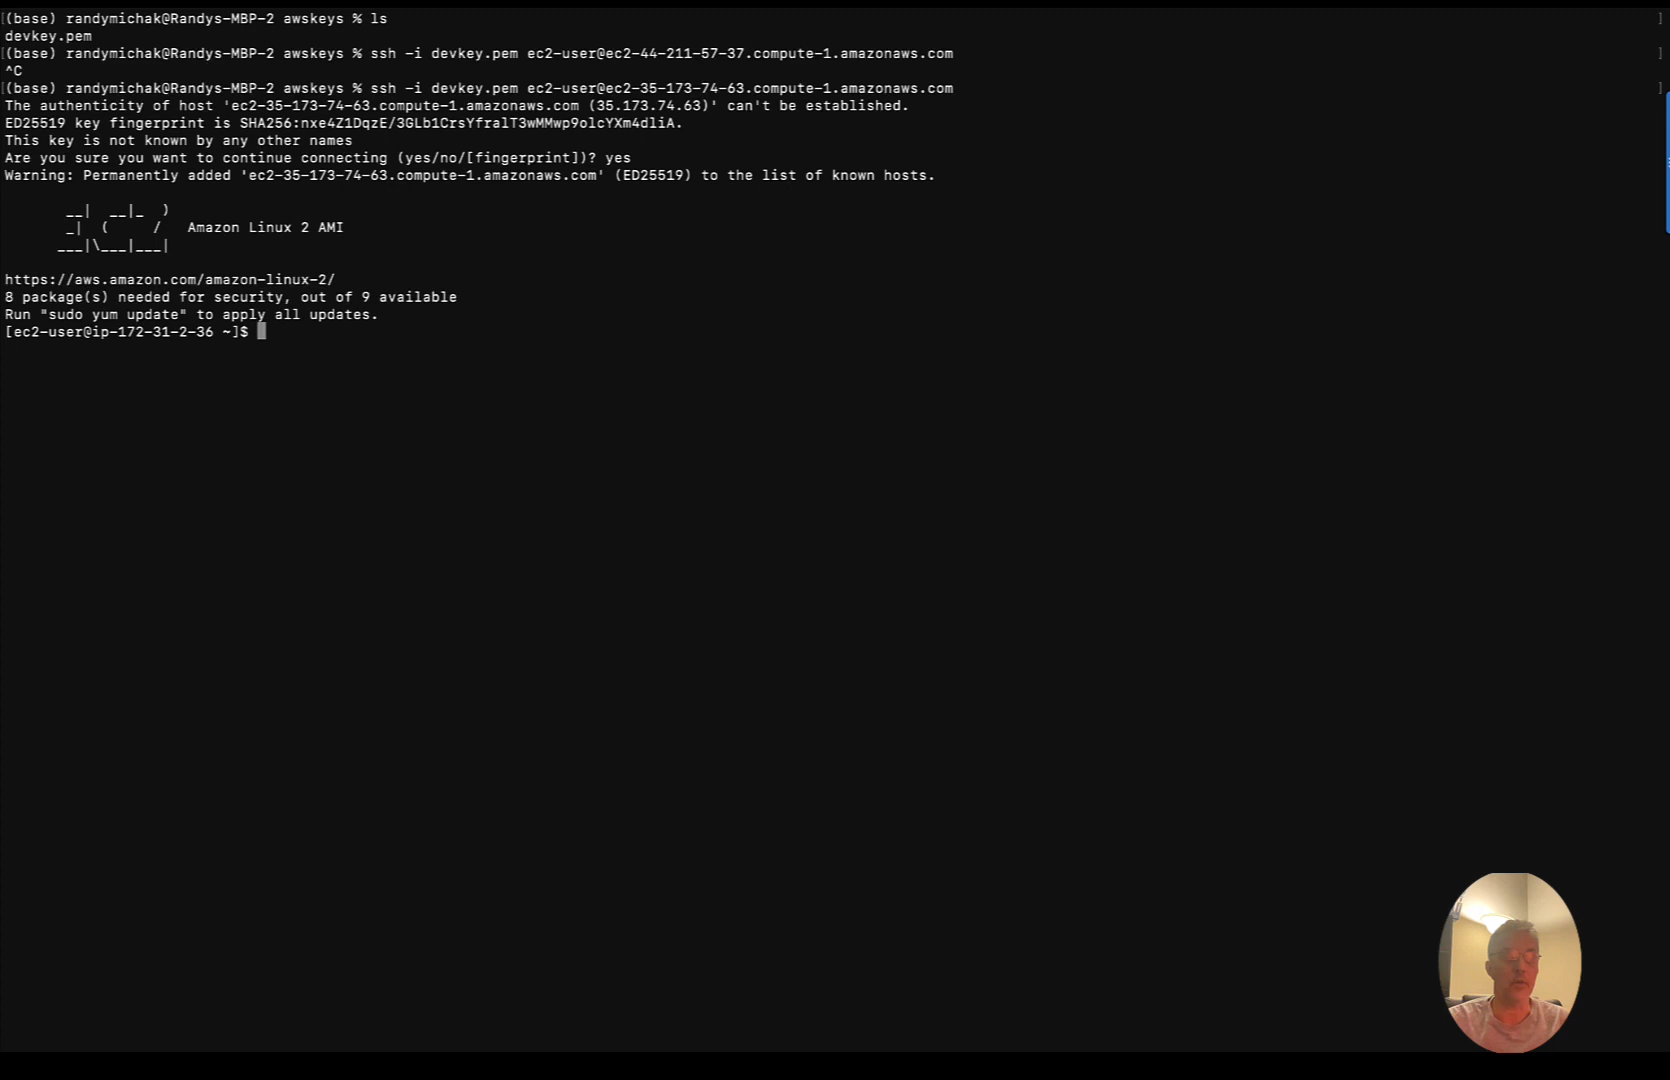 [(base) randymichak@Randys-MBP-2 awskeys % ls ]
devkey.pem
[(base) randymichak@Randys-MBP-2 awskeys % ssh -i devkey.pem ec2-user@ec2-44-211-57-37.compute-1.amazonaws.com ]
^C
[(base) randymichak@Randys-MBP-2 awskeys % ssh -i devkey.pem ec2-user@ec2-35-173-74-63.compute-1.amazonaws.com ]
The authenticity of host 'ec2-35-173-74-63.compute-1.amazonaws.com (35.173.74.63)' can't be established.
ED25519 key fingerprint is SHA256:nxe4Z1DqzE/3GLb1CrsYfralT3wMMwp9olcYXm4dliA.
This key is not known by any other names
Are you sure you want to continue connecting (yes/no/[fingerprint])? yes
Warning: Permanently added 'ec2-35-173-74-63.compute-1.amazonaws.com' (ED25519) to the list of known hosts.
       __|  __|_  )
       _|  (     /   Amazon Linux 2 AMI
      ___|\___|___|
https://aws.amazon.com/amazon-linux-2/
8 package(s) needed for security, out of 9 available
Run "sudo yum update" to apply all updates.
[ec2-user@ip-172-31-2-36 ~]$